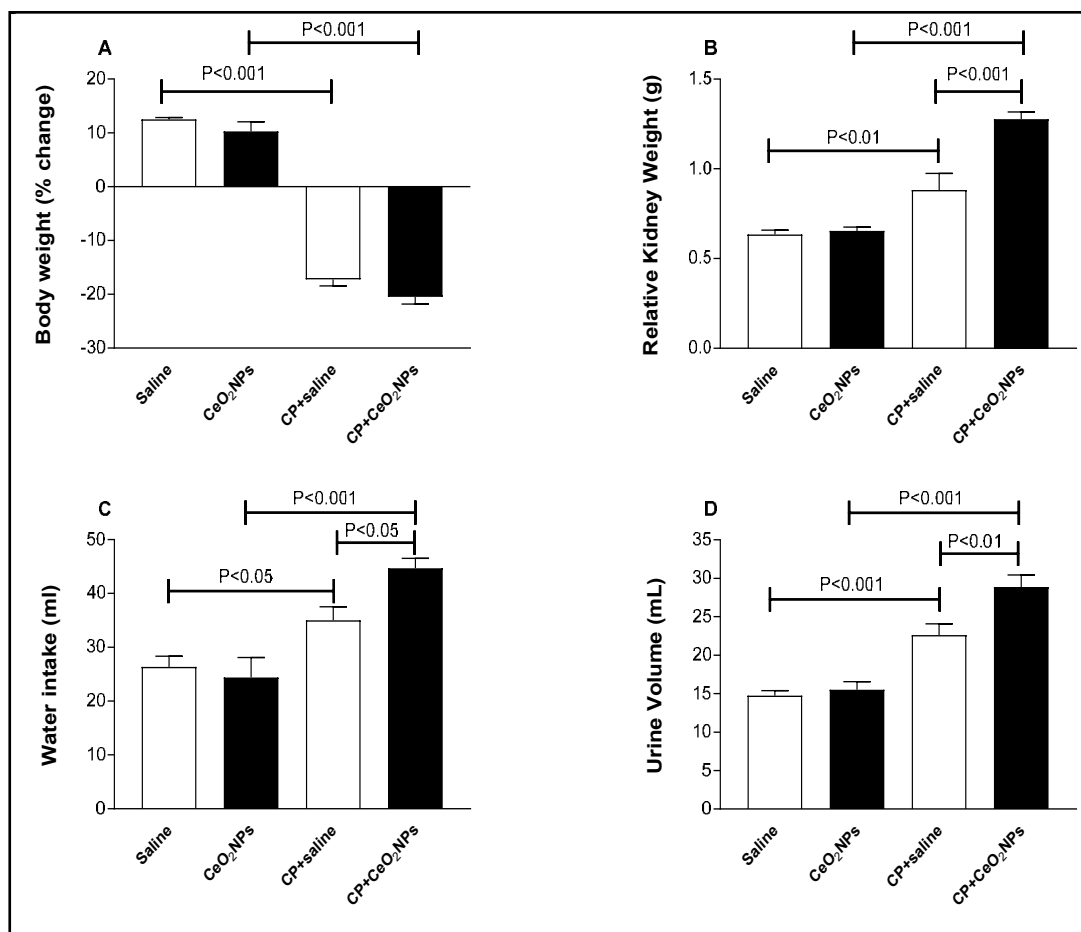 A
P<0.001
P<0.001
Body weight (% change)
20
10
0
-10
-20
-30
Saline
CeO₂NPs
CP+saline
CP+CeO₂NPs
B
P<0.001
P<0.001
P<0.01
Relative Kidney Weight (g)
1.5
1.0
0.5
0.0
Saline
CeO₂NPs
CP+saline
CP+CeO₂NPs
C
P<0.001
P<0.05
P<0.05
Water intake (ml)
50
40
30
20
10
0
Saline
CeO₂NPs
CP+saline
CP+CeO₂NPs
D
P<0.001
P<0.01
P<0.001
Urine Volume (mL)
35
30
25
20
15
10
5
0
Saline
CeO₂NPs
CP+saline
CP+CeO₂NPs